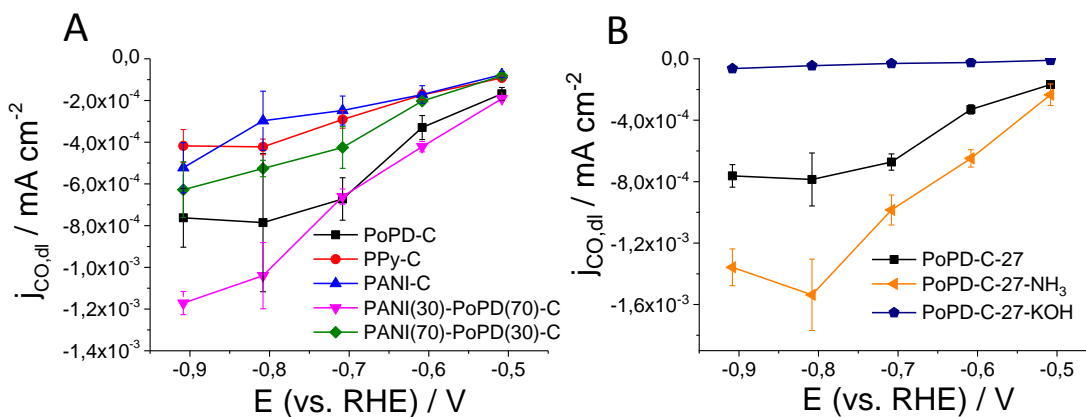 A
0,0
-2,0x10⁻⁴
-4,0x10⁻⁴
-6,0x10⁻⁴
-8,0x10⁻⁴
-1,0x10⁻³
-1,2x10⁻³
-1,4x10⁻³
j_CO,dl / mA cm⁻²
PoPD-C
PPy-C
PANI-C
PANI(30)-PoPD(70)-C
PANI(70)-PoPD(30)-C
-0,9 -0,8 -0,7 -0,6 -0,5
E (vs. RHE) / V
B
0,0
-4,0x10⁻⁴
-8,0x10⁻⁴
-1,2x10⁻³
-1,6x10⁻³
j_CO,dl / mA cm⁻²
PoPD-C-27
PoPD-C-27-NH₃
PoPD-C-27-KOH
-0,9 -0,8 -0,7 -0,6 -0,5
E (vs. RHE) / V